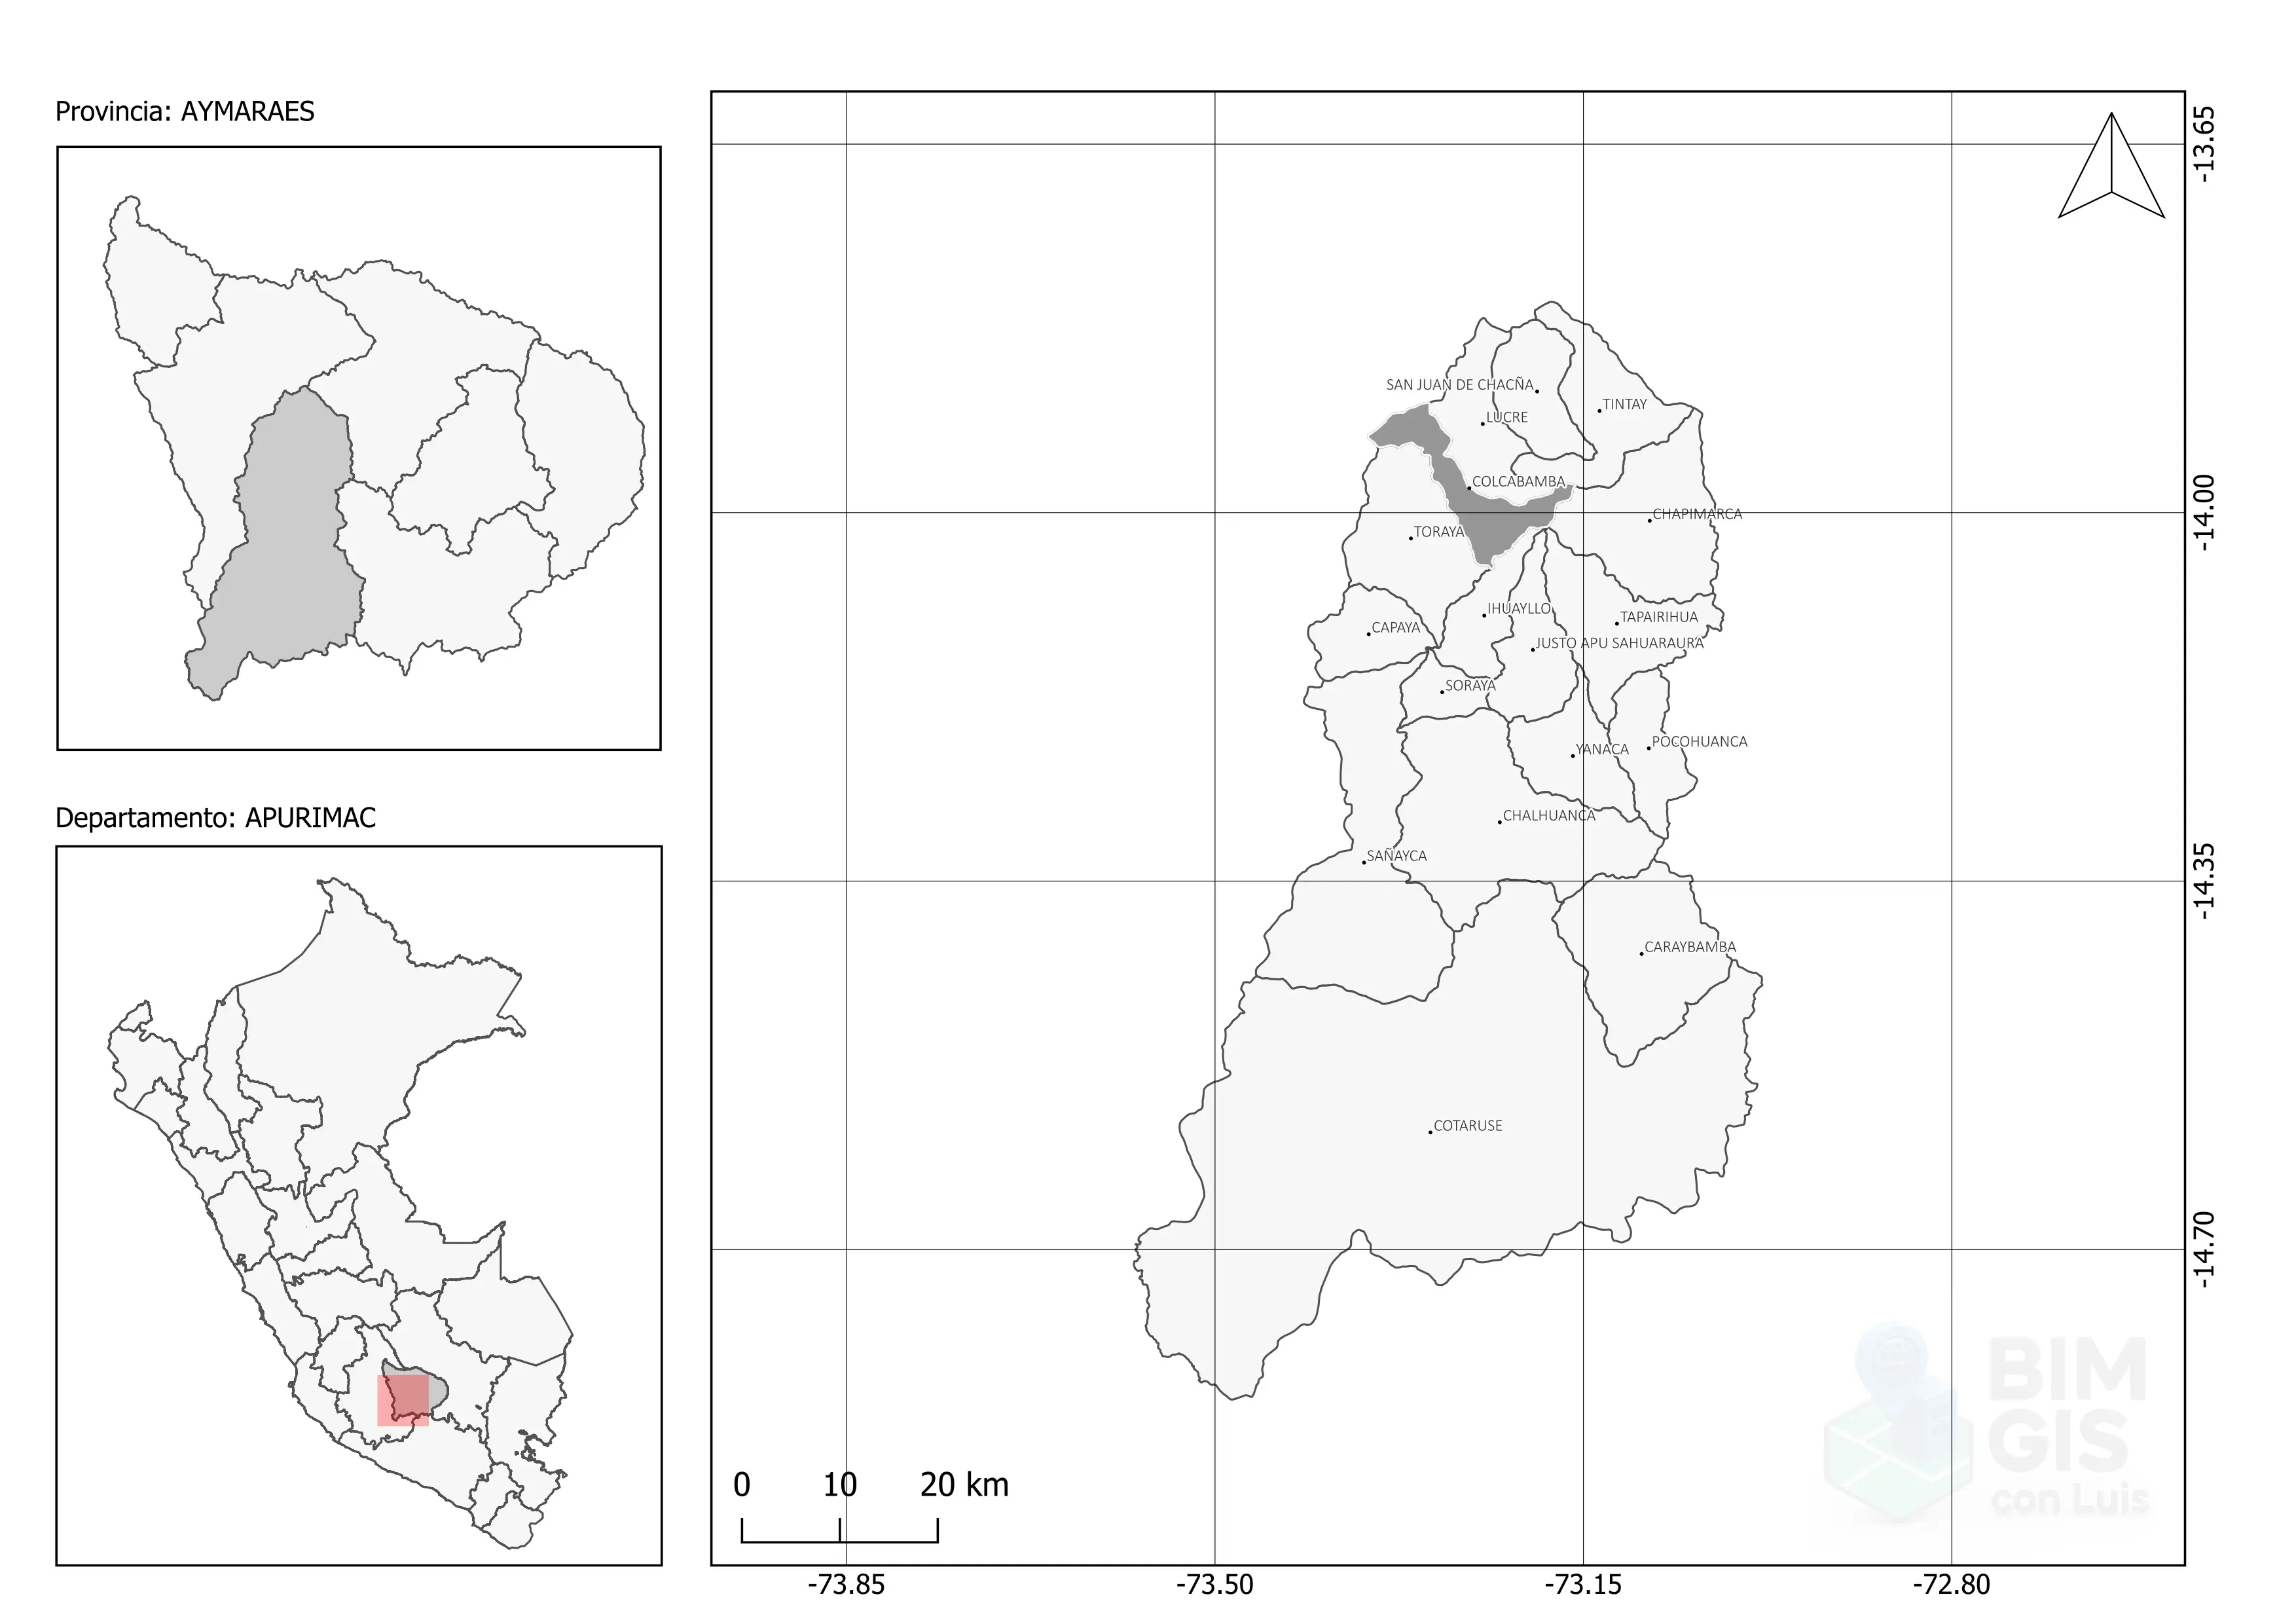 Provincia: AYMARAES
Departamento: APURIMAC
SAN JUAN DE CHACÑA
TINTAY
LUCRE
COLCABAMBA
CHAPIMARCA
TORAYA
IHUAYLLO
TAPAIRIHUA
CAPAYA
JUSTO APU SAHUARAURA
SORAYA
POCOHUANCA
YANACA
CHALHUANCA
SAÑAYCA
CARAYBAMBA
COTARUSE
-13.65
-14.00
-14.35
-14.70
0 10 20 km
-73.85 -73.50 -73.15 -72.80
BIM
GIS
con Luis